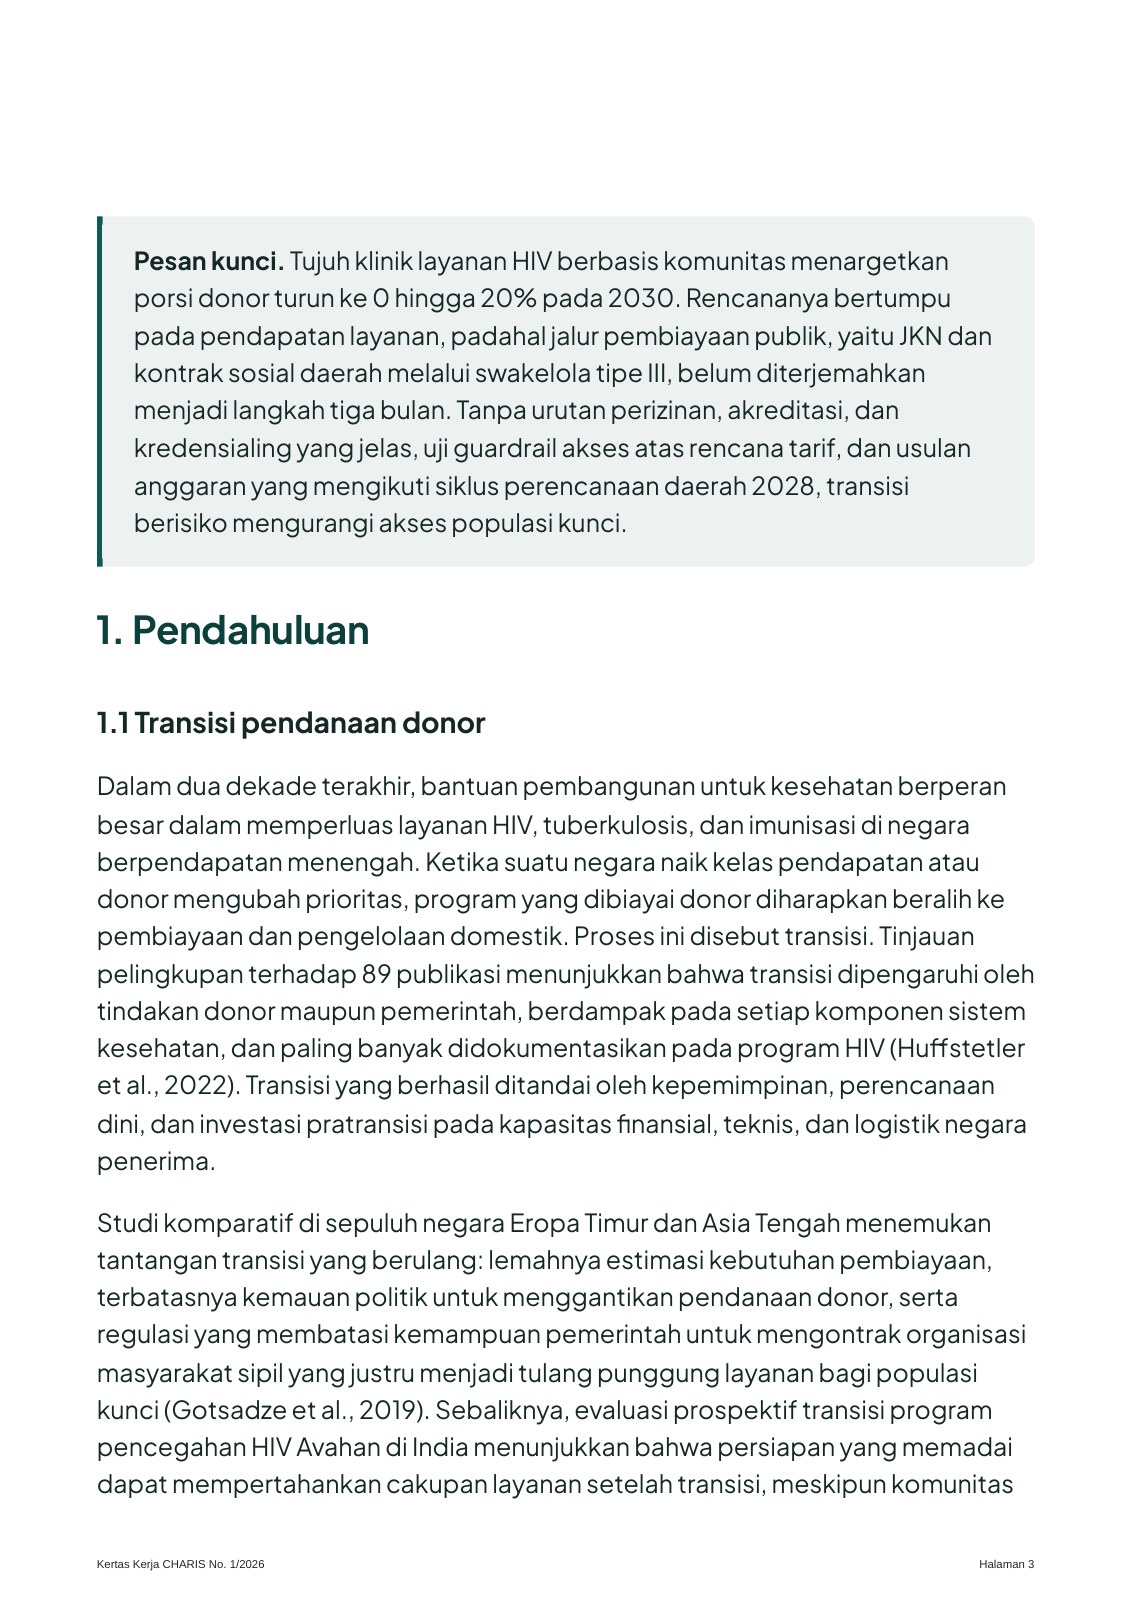 Pesan kunci. Tujuh klinik layanan HIV berbasis komunitas menargetkan
porsi donor turun ke 0 hingga 20% pada 2030. Rencananya bertumpu
pada pendapatan layanan, padahal jalur pembiayaan publik, yaitu JKN dan
kontrak sosial daerah melalui swakelola tipe III, belum diterjemahkan
menjadi langkah tiga bulan. Tanpa urutan perizinan, akreditasi, dan
kredensialing yang jelas, uji guardrail akses atas rencana tarif, dan usulan
anggaran yang mengikuti siklus perencanaan daerah 2028, transisi
berisiko mengurangi akses populasi kunci.
1. Pendahuluan
1.1 Transisi pendanaan donor
Dalam dua dekade terakhir, bantuan pembangunan untuk kesehatan berperan
besar dalam memperluas layanan HIV, tuberkulosis, dan imunisasi di negara
berpendapatan menengah. Ketika suatu negara naik kelas pendapatan atau
donor mengubah prioritas, program yang dibiayai donor diharapkan beralih ke
pembiayaan dan pengelolaan domestik. Proses ini disebut transisi. Tinjauan
pelingkupan terhadap 89 publikasi menunjukkan bahwa transisi dipengaruhi oleh
tindakan donor maupun pemerintah, berdampak pada setiap komponen sistem
kesehatan, dan paling banyak didokumentasikan pada program HIV (Huffstetler
et al., 2022). Transisi yang berhasil ditandai oleh kepemimpinan, perencanaan
dini, dan investasi pratransisi pada kapasitas finansial, teknis, dan logistik negara
penerima.
Studi komparatif di sepuluh negara Eropa Timur dan Asia Tengah menemukan
tantangan transisi yang berulang: lemahnya estimasi kebutuhan pembiayaan,
terbatasnya kemauan politik untuk menggantikan pendanaan donor, serta
regulasi yang membatasi kemampuan pemerintah untuk mengontrak organisasi
masyarakat sipil yang justru menjadi tulang punggung layanan bagi populasi
kunci (Gotsadze et al., 2019). Sebaliknya, evaluasi prospektif transisi program
pencegahan HIV Avahan di India menunjukkan bahwa persiapan yang memadai
dapat mempertahankan cakupan layanan setelah transisi, meskipun komunitas
Kertas Kerja CHARIS No. 1/2026
Halaman 3